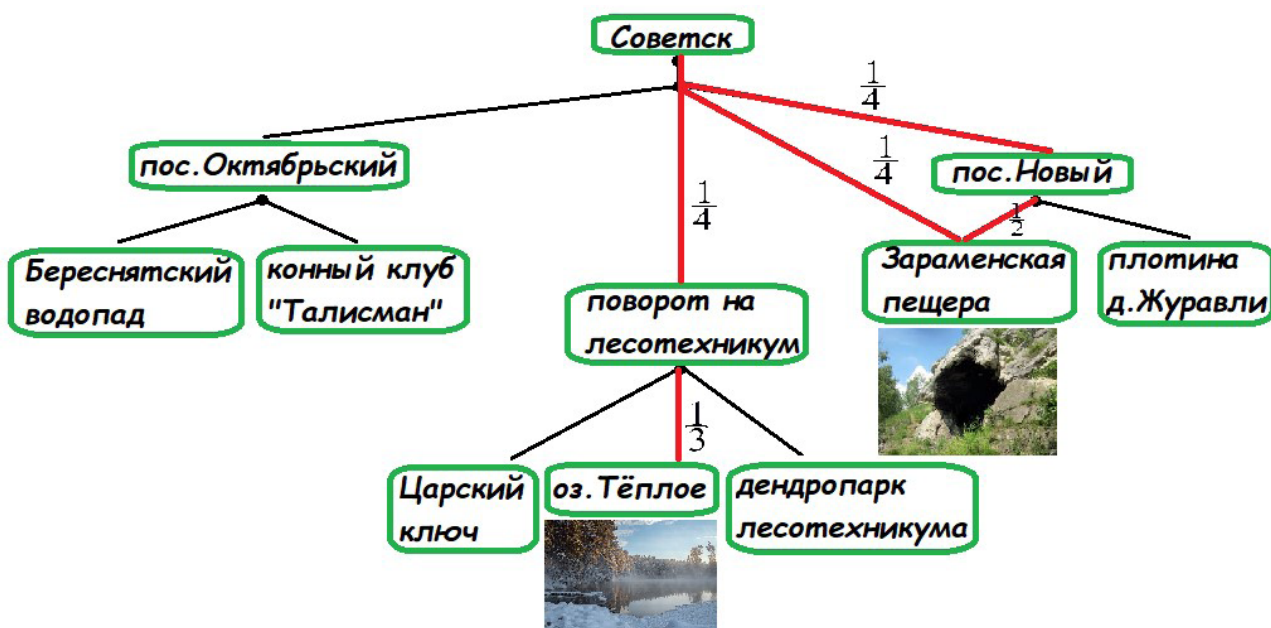 Советск
1/4
пос.Октябрьский
1/4
пос.Новый
1/4
1/2
Береснятский
водопад
конный клуб
"Талисман"
Зараменская
пещера
плотина
д.Журавли
поворот на
лесотехникум
1/3
Царский
ключ
оз.Тёплое
дендропарк
лесотехникума